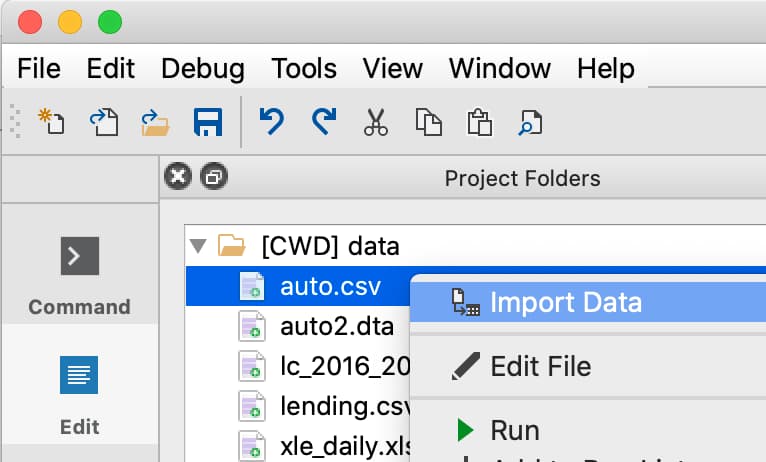 File Edit Debug Tools View Window Help
Project Folders
[CWD] data
auto.csv
Import Data
auto2.dta
lc_2016_20
Edit File
lending.csv
Run
xle_daily.xls
Command
Edit